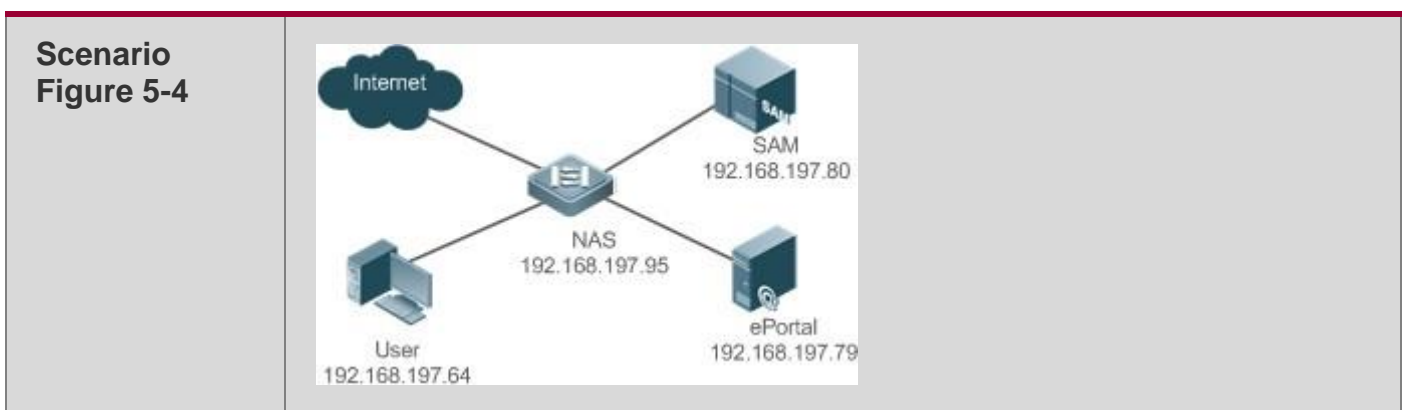 Scenario
Figure 5-4
Internet
SAM
SAM
192.168.197.80
NAS
192.168.197.95
User
192.168.197.64
ePortal
192.168.197.79